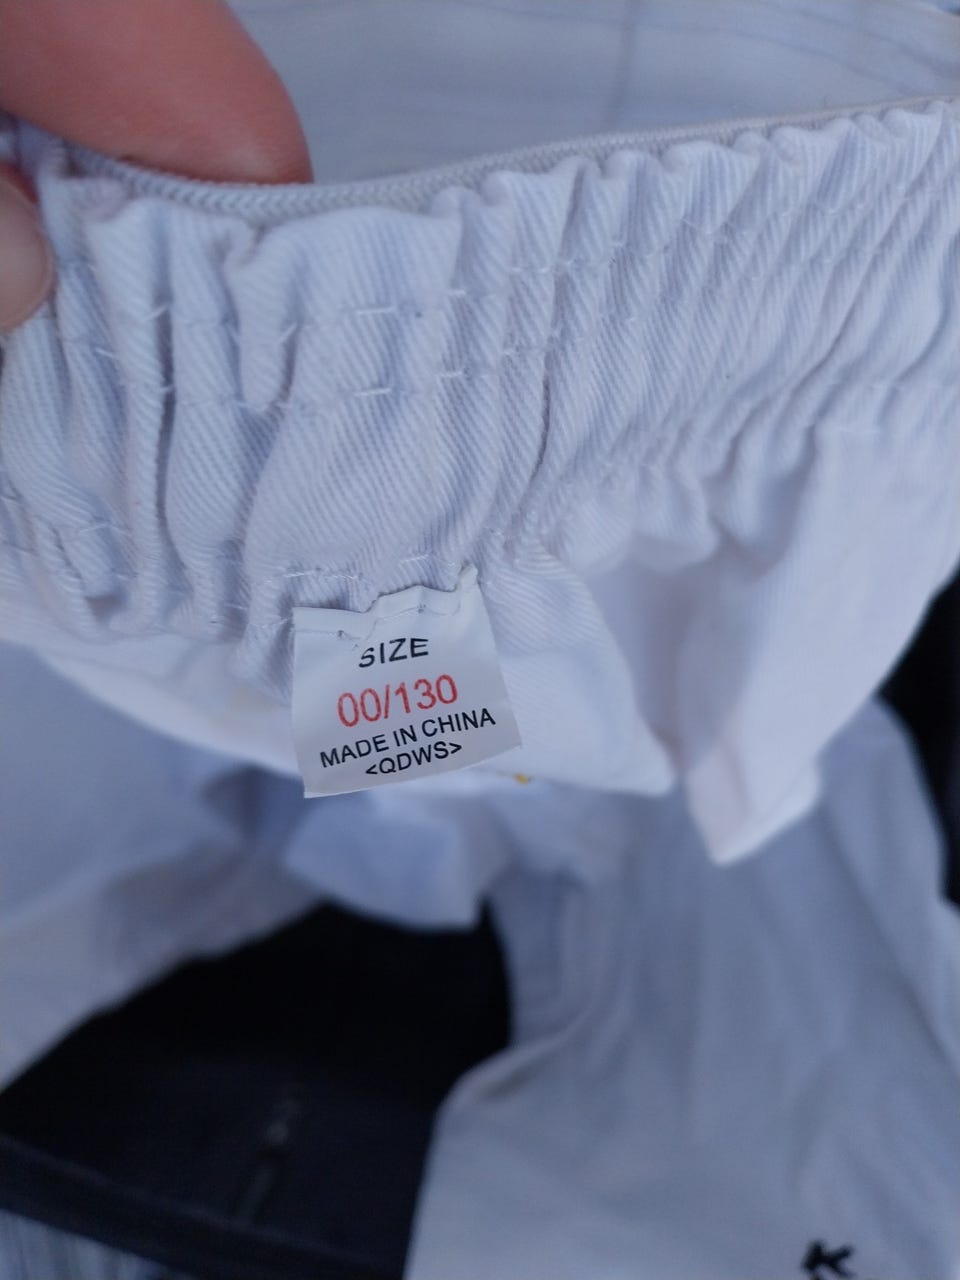 SIZE
00/130
MADE IN CHINA
<QDWS>